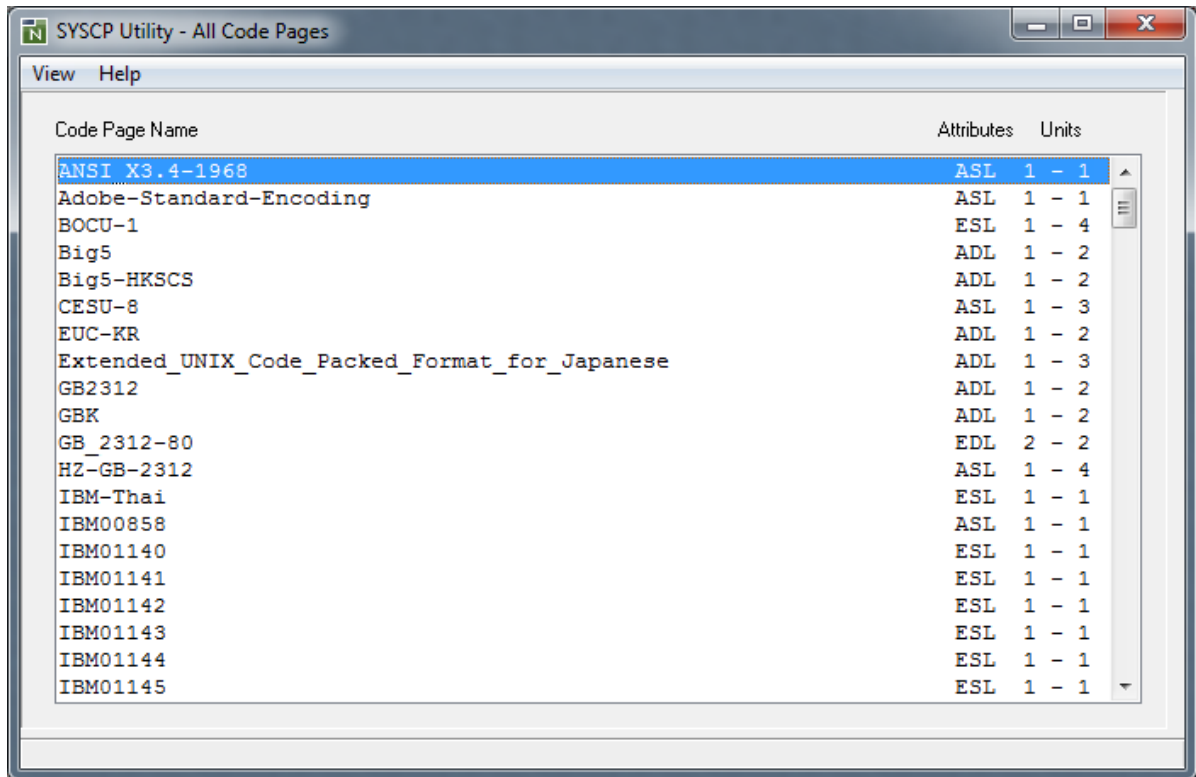 SYSCP Utility - All Code Pages
View Help
Code Page Name Attributes Units
ANSI X3.4-1968 ASL 1 - 1
Adobe-Standard-Encoding ASL 1 - 1
BOCU-1 ESL 1 - 4
Big5 ADL 1 - 2
Big5-HKSCS ADL 1 - 2
CESU-8 ASL 1 - 3
EUC-KR ADL 1 - 2
Extended_UNIX_Code_Packed_Format_for_Japanese ADL 1 - 3
GB2312 ADL 1 - 2
GBK ADL 1 - 2
GB_2312-80 EDL 2 - 2
HZ-GB-2312 ASL 1 - 4
IBM-Thai ESL 1 - 1
IBM00858 ASL 1 - 1
IBM01140 ESL 1 - 1
IBM01141 ESL 1 - 1
IBM01142 ESL 1 - 1
IBM01143 ESL 1 - 1
IBM01144 ESL 1 - 1
IBM01145 ESL 1 - 1